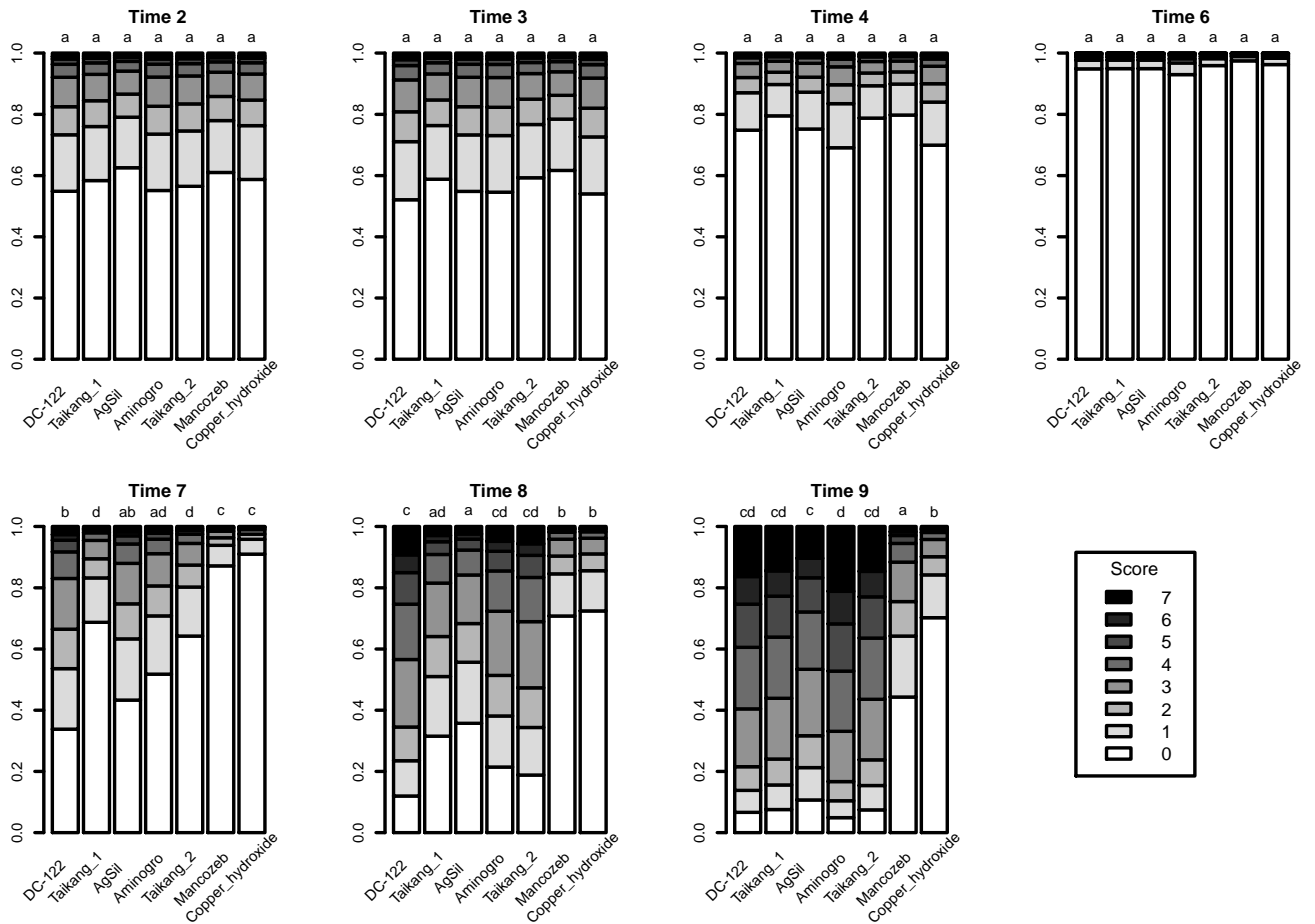 Time 2
a a a a a a a
0.0 0.2 0.4 0.6 0.8 1.0
DC-122
Taikang_1
AgSil
Aminogro
Taikang_2
Mancozeb
Copper_hydroxide
Time 3
a a a a a a a
0.0 0.2 0.4 0.6 0.8 1.0
DC-122
Taikang_1
AgSil
Aminogro
Taikang_2
Mancozeb
Copper_hydroxide
Time 4
a a a a a a a
0.0 0.2 0.4 0.6 0.8 1.0
DC-122
Taikang_1
AgSil
Aminogro
Taikang_2
Mancozeb
Copper_hydroxide
Time 6
a a a a a a a
0.0 0.2 0.4 0.6 0.8 1.0
DC-122
Taikang_1
AgSil
Aminogro
Taikang_2
Mancozeb
Copper_hydroxide
Time 7
b d ab ad d c c
0.0 0.2 0.4 0.6 0.8 1.0
DC-122
Taikang_1
AgSil
Aminogro
Taikang_2
Mancozeb
Copper_hydroxide
Time 8
c ad a cd cd b b
0.0 0.2 0.4 0.6 0.8 1.0
DC-122
Taikang_1
AgSil
Aminogro
Taikang_2
Mancozeb
Copper_hydroxide
Time 9
cd cd c d cd a b
0.0 0.2 0.4 0.6 0.8 1.0
DC-122
Taikang_1
AgSil
Aminogro
Taikang_2
Mancozeb
Copper_hydroxide
Score
7
6
5
4
3
2
1
0